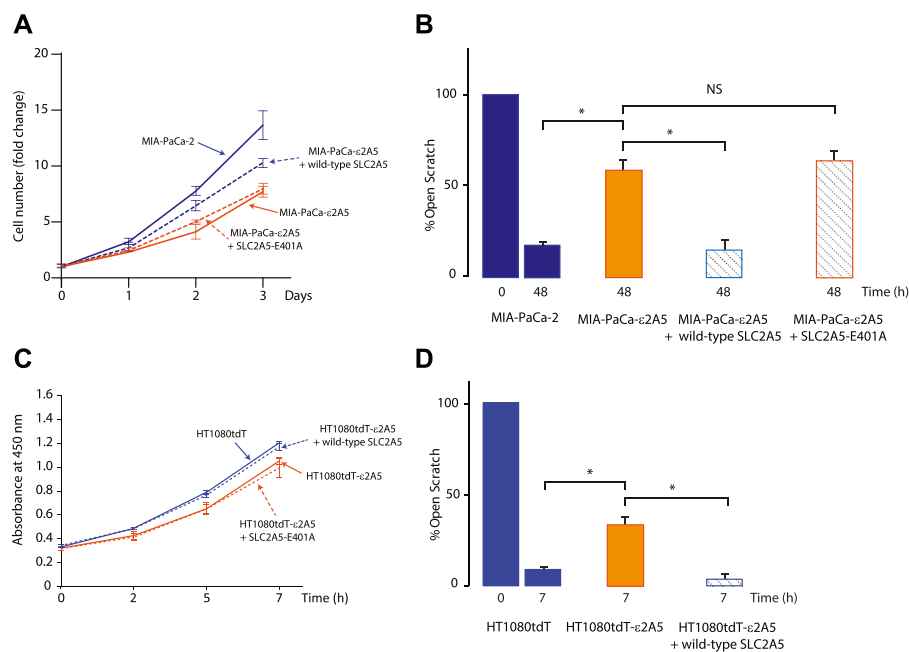 A
Cell number (fold change)
20
15
10
5
0
0
1
2
3
Days
MIA-PaCa-2
MIA-PaCa-ε2A5
+ wild-type SLC2A5
MIA-PaCa-ε2A5
MIA-PaCa-ε2A5
+ SLC2A5-E401A
B
%Open Scratch
100
50
0
*
*
NS
0
48
48
48
48
Time (h)
MIA-PaCa-2
MIA-PaCa-ε2A5
MIA-PaCa-ε2A5
+ wild-type SLC2A5
MIA-PaCa-ε2A5
+ SLC2A5-E401A
C
Absorbance at 450 nm
1.6
1.4
1.2
1.0
0.8
0.6
0.4
0.2
0
0
2
5
7
Time (h)
HT1080tdT
HT1080tdT-ε2A5
+ wild-type SLC2A5
HT1080tdT-ε2A5
HT1080tdT-ε2A5
+ SLC2A5-E401A
D
%Open Scratch
100
50
0
*
*
0
7
7
7
Time (h)
HT1080tdT
HT1080tdT-ε2A5
HT1080tdT-ε2A5
+ wild-type SLC2A5